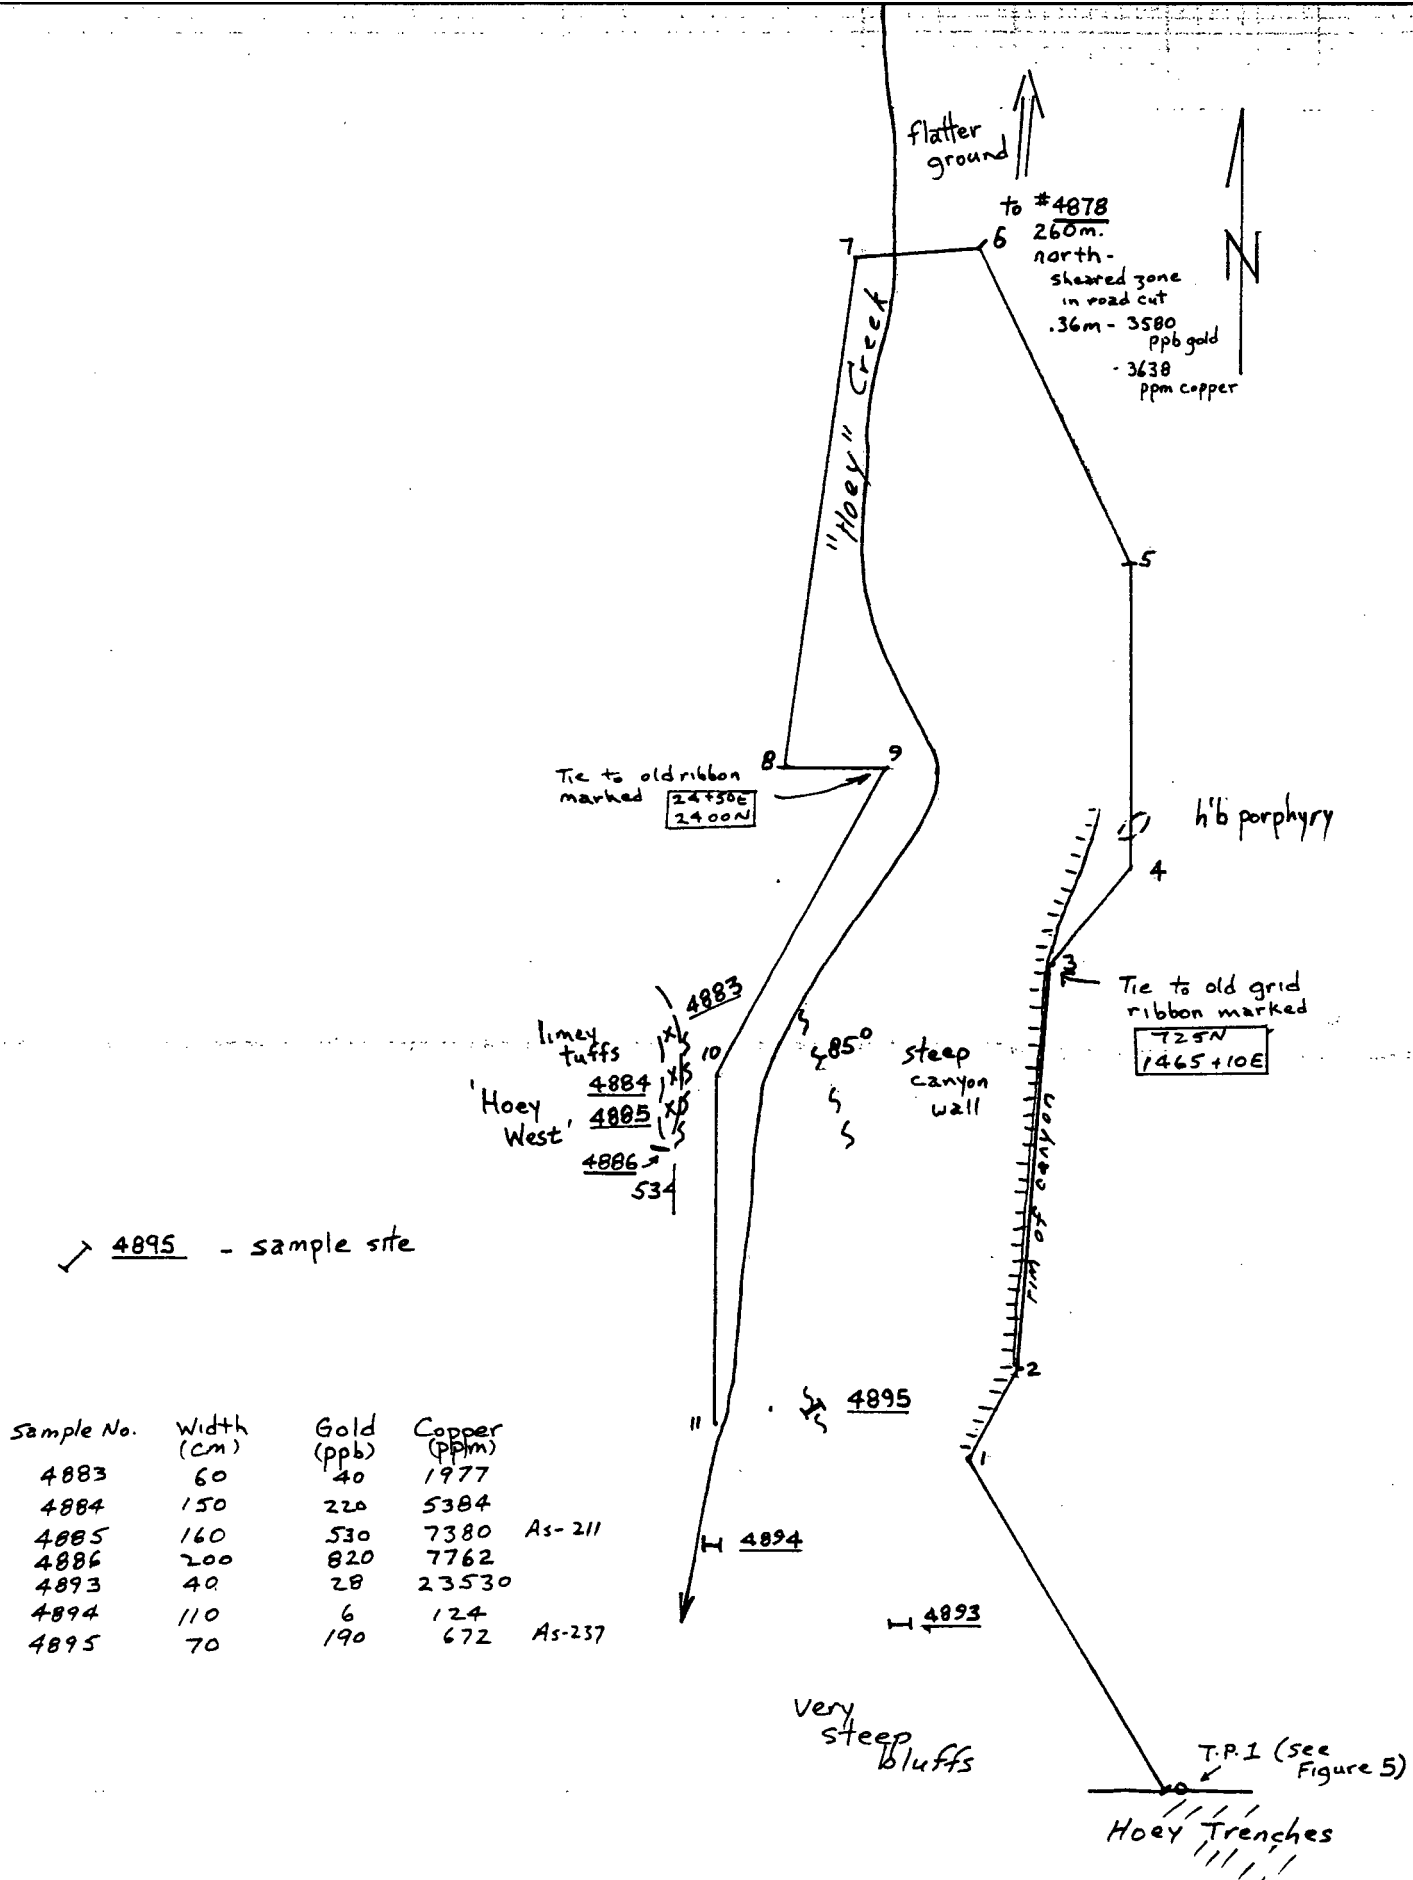 flatter
ground
to #4878
260m.
north-
sheared zone
in road cut
.36m - 3580
ppb gold
- 3638
ppm copper
N
7
6
"Hoey" Creek
5
8
9
Tie to old ribbon
marked 24+50E
2400N
h'b porphyry
4
3
Tie to old grid
ribbon marked
725N
1465+10E
4883
limey
tuffs
10
85°
steep
canyon
wall
4884
'Hoey
West'
4885
4886
534
rim of canyon
4895 - sample site
2
11
4895
1
Sample No. Width (cm) Gold (ppb) Copper (ppm)
4883 60 40 1977
4884 150 220 5384
4885 160 530 7380 As-211
4886 200 820 7762
4893 40 28 23530
4894 110 6 124
4895 70 190 672 As-237
4894
4893
very
steep
bluffs
T.P.1 (see
Figure 5)
Hoey Trenches